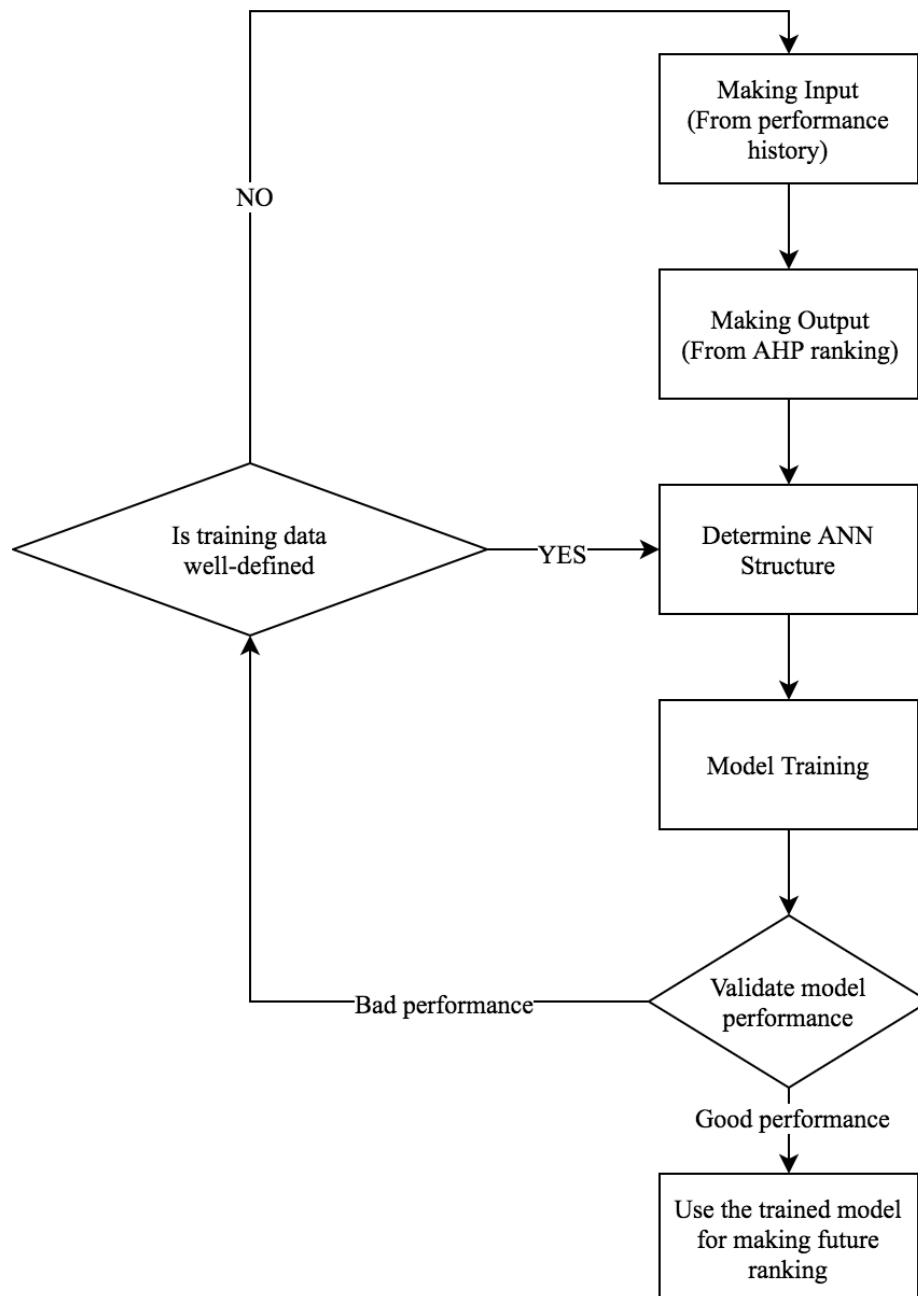 Making Input
(From performance
history)
NO
Making Output
(From AHP ranking)
Is training data
well-defined
YES
Determine ANN
Structure
Model Training
Bad performance
Validate model
performance
Good performance
Use the trained model
for making future
ranking